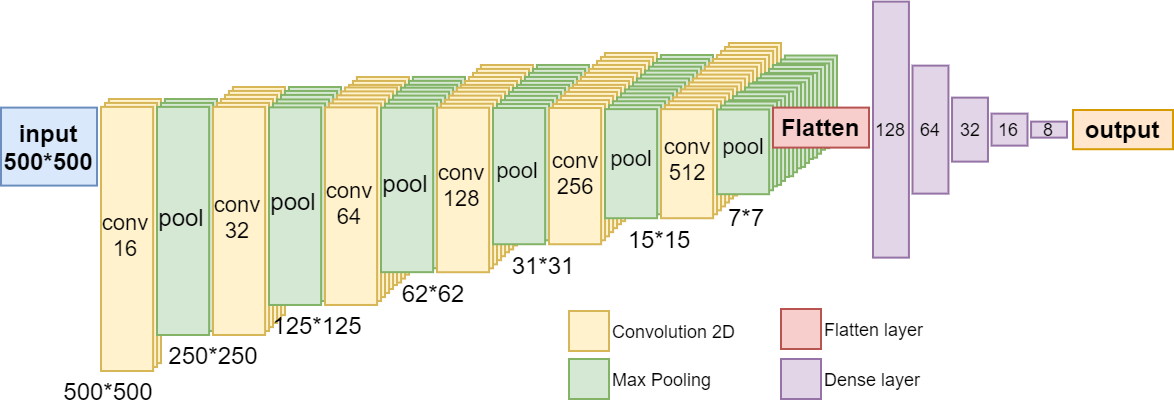 input
500*500
conv
16
pool
conv
32
pool
conv
64
pool
conv
128
pool
conv
256
pool
conv
512
pool
Flatten
128
64
32
16
8
output
500*500
250*250
125*125
62*62
31*31
15*15
7*7
Convolution 2D
Flatten layer
Max Pooling
Dense layer